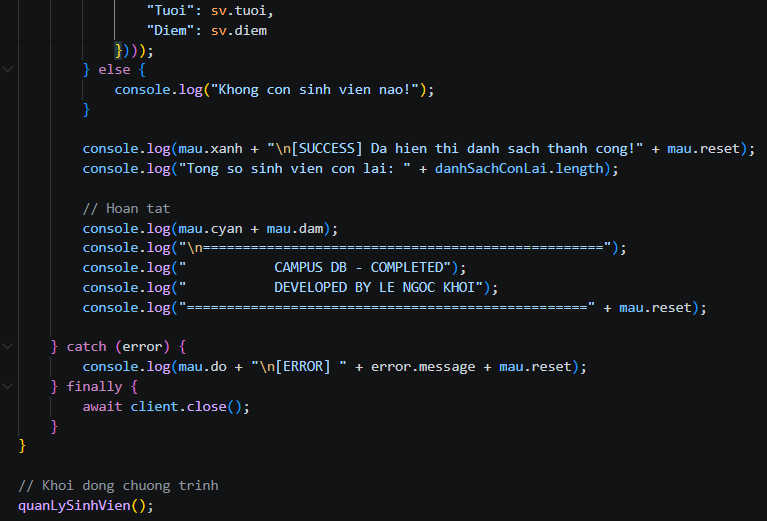 "Tuoi": sv.tuoi,
"Diem": sv.diem
})));
} else {
console.log("Khong con sinh vien nao!");
}
console.log(mau.xanh + "\n[SUCCESS] Da hien thi danh sach thanh cong!" + mau.reset);
console.log("Tong so sinh vien con lai: " + danhSachConLai.length);
// Hoan tat
console.log(mau.cyan + mau.dam);
console.log("\n==================================================");
console.log("           CAMPUS DB - COMPLETED");
console.log("           DEVELOPED BY LE NGOC KHOI");
console.log("==================================================" + mau.reset);
} catch (error) {
console.log(mau.do + "\n[ERROR] " + error.message + mau.reset);
} finally {
await client.close();
}
}
// Khoi dong chuong trinh
quanLySinhVien();